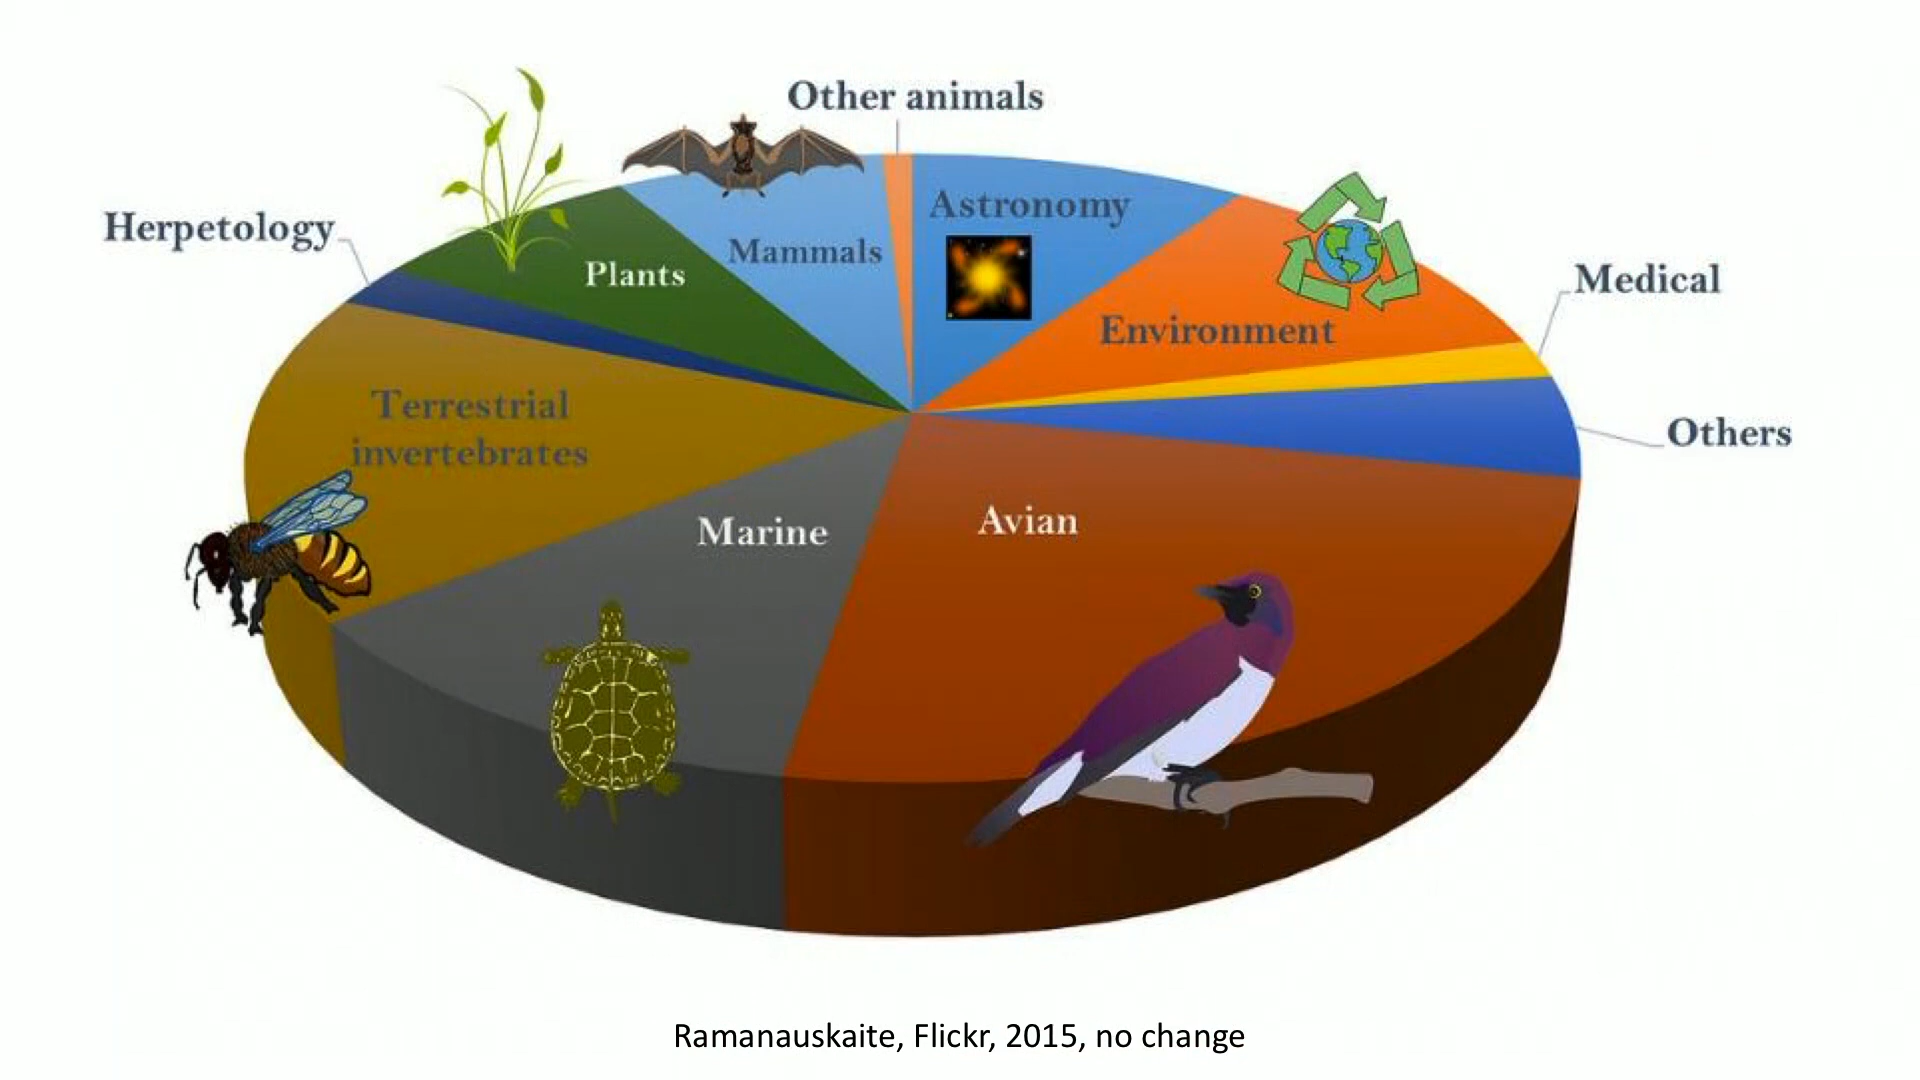 Other animals
Astronomy
Herpetology
Mammals
Plants
Medical
Environment
Terrestrial
invertebrates
Others
Marine
Avian
Ramanauskaite, Flickr, 2015, no change